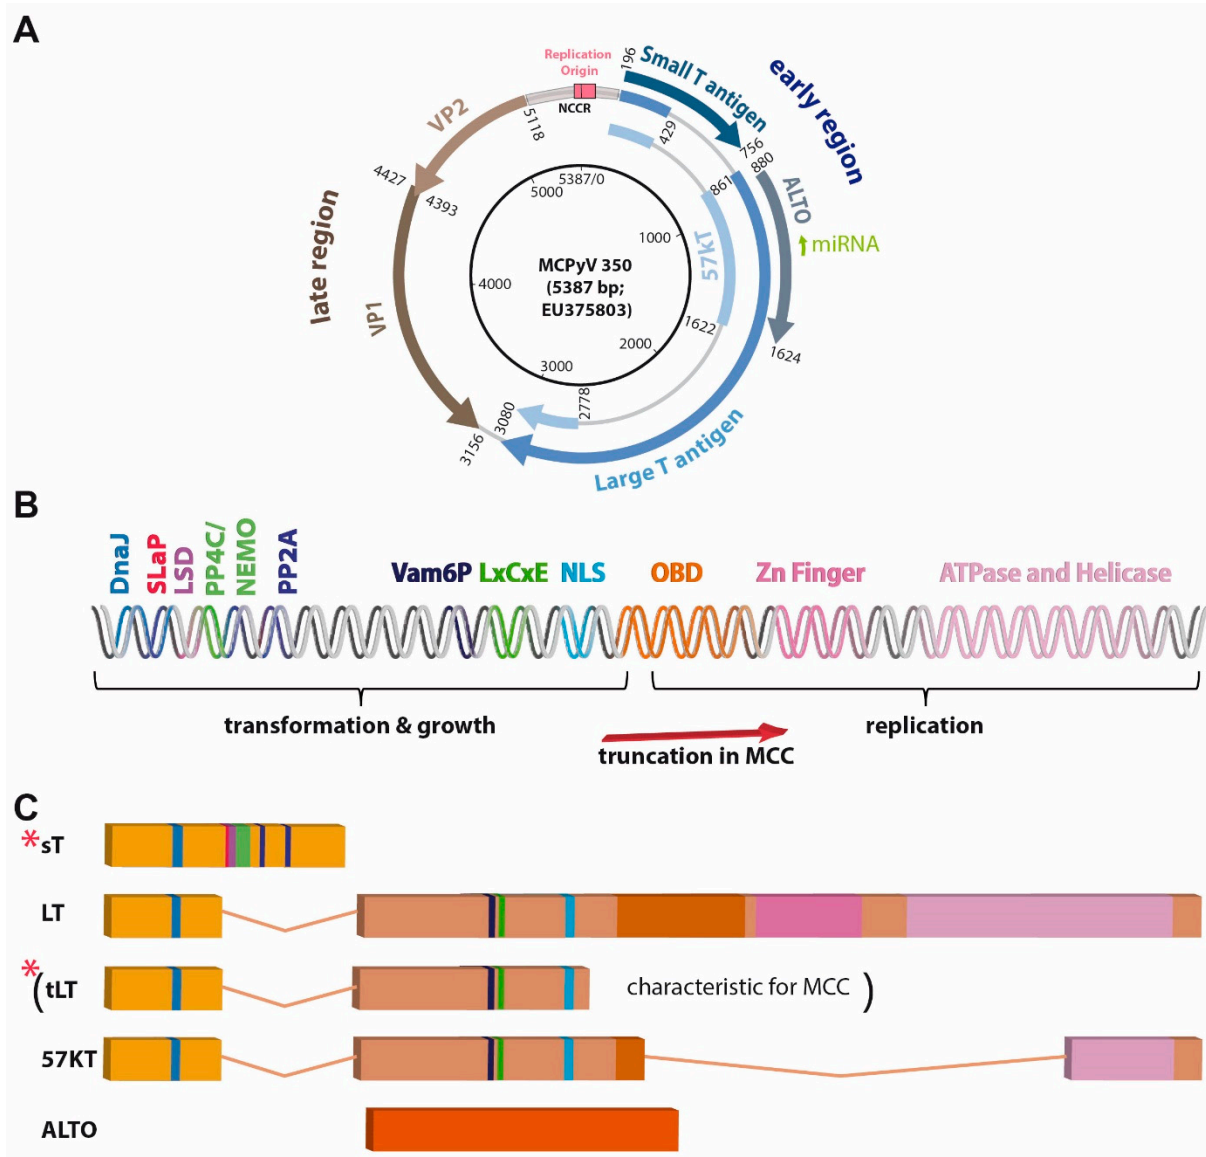 A
Replication
Origin
NCCR
196
Small T antigen
early region
VP2
5118
429
756
880
861
ALTO
miRNA
4427
4393
5387/0
5000
1000
57kT
late region
MCPyV 350
(5387 bp;
EU375803)
4000
VP1
1622
2000
1624
3000
2778
3080
3156
Large T antigen
B
DnaJ
SLaP
LSD
PP4C/
NEMO
PP2A
Vam6P
LxCxE
NLS
OBD
Zn Finger
ATPase and Helicase
transformation & growth
replication
truncation in MCC
C
*sT
LT
*(tLT
characteristic for MCC )
57KT
ALTO